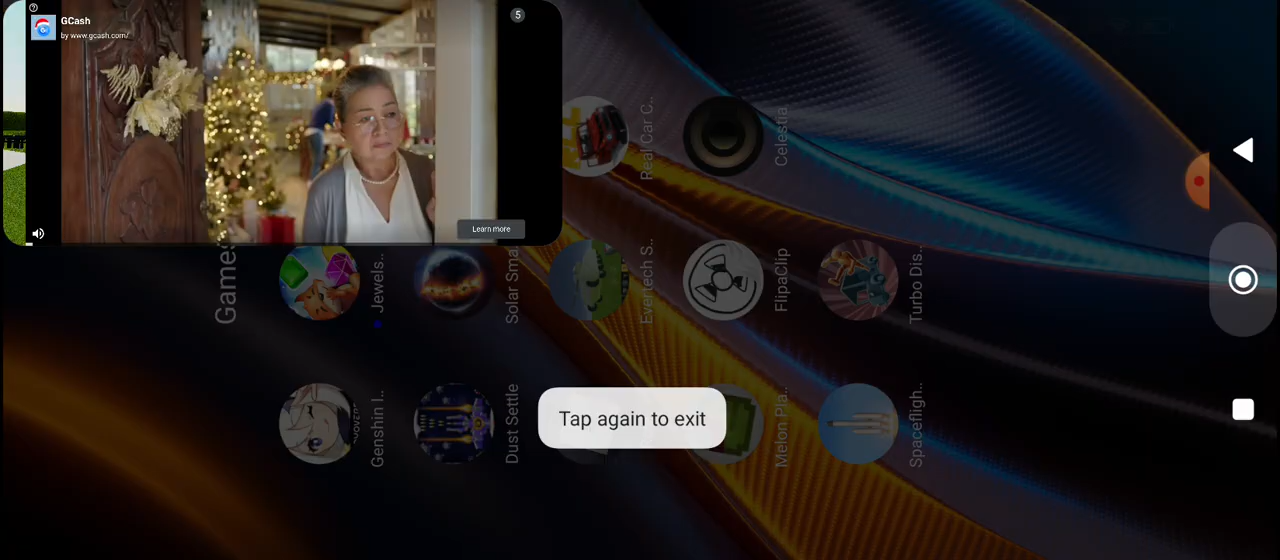 GCash
by www.gcash.com/
5
Learn more
Real Car C..
Celestia
Games
Jewels..
Solar Sma
Evertech S..
FlipaClip
Turbo Dis..
Genshin I..
Dust Settle
Melon Pla..
Spacefligh..
Tap again to exit